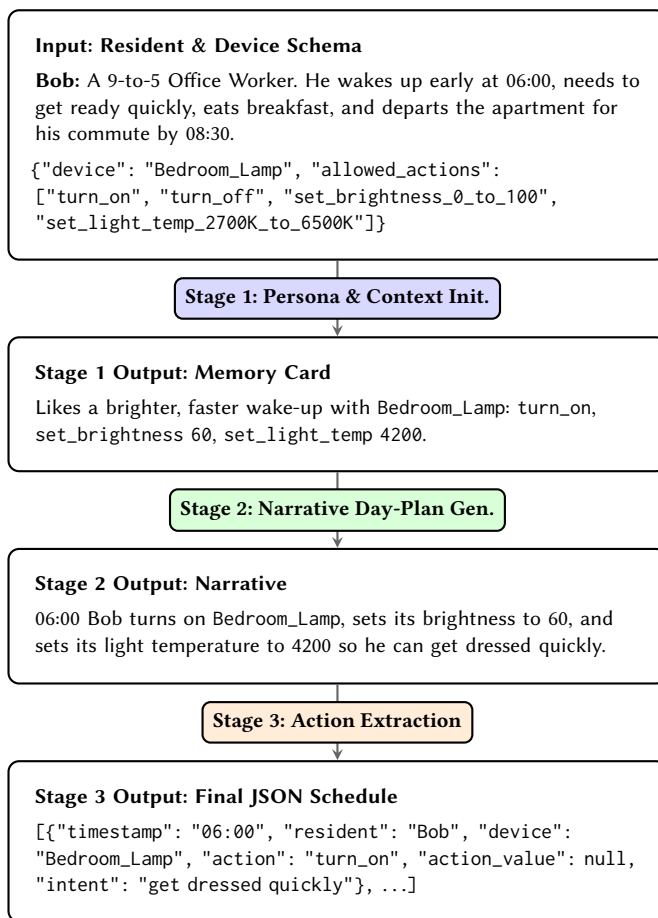 Input: Resident & Device Schema
Bob: A 9-to-5 Office Worker. He wakes up early at 06:00, needs to
get ready quickly, eats breakfast, and departs the apartment for
his commute by 08:30.
{"device": "Bedroom_Lamp", "allowed_actions":
["turn_on", "turn_off", "set_brightness_0_to_100",
"set_light_temp_2700K_to_6500K"]}
Stage 1: Persona & Context Init.
Stage 1 Output: Memory Card
Likes a brighter, faster wake-up with Bedroom_Lamp: turn_on,
set_brightness 60, set_light_temp 4200.
Stage 2: Narrative Day-Plan Gen.
Stage 2 Output: Narrative
06:00 Bob turns on Bedroom_Lamp, sets its brightness to 60, and
sets its light temperature to 4200 so he can get dressed quickly.
Stage 3: Action Extraction
Stage 3 Output: Final JSON Schedule
[{"timestamp": "06:00", "resident": "Bob", "device":
"Bedroom_Lamp", "action": "turn_on", "action_value": null,
"intent": "get dressed quickly"}, ...]